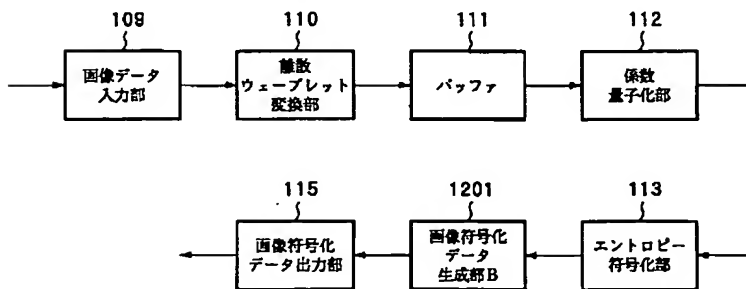 109
110
111
112
画像データ
入力部
離散
ウェーブレット
変換部
バッファ
係数
量子化部
115
1201
113
画像符号化
データ出力部
画像符号化
データ
生成部B
エントロピー
符号化部